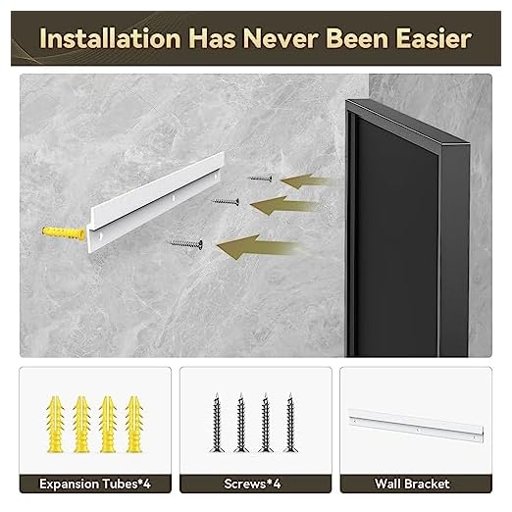 Installation Has Never Been Easier
Expansion Tubes*4
Screws*4
Wall Bracket